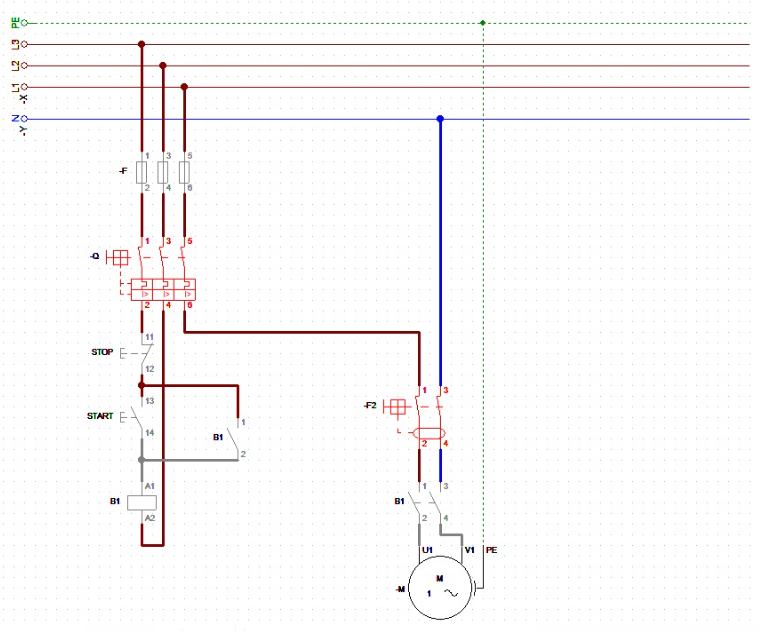 PE
L3
L2
L1
-X
N
-Y
-F
1 3 5
2 4 6
-Q
1 3 5
I> I> I>
2 4 6
STOP
11
12
START
13
14
B1
1
2
B1
A1
A2
-F2
1 3
2 4
B1
1 3
2 4
U1 V1 PE
-M
M
1